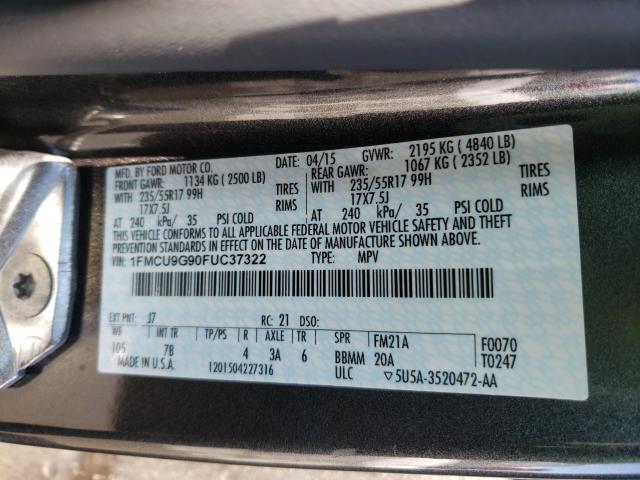 MFD. BY FORD MOTOR CO.
DATE: 04/15 GVWR: 2195 KG ( 4840 LB)
FRONT GAWR: 1134 KG ( 2500 LB) REAR GAWR: 1067 KG ( 2352 LB)
WITH 235/55R17 99H TIRES WITH 235/55R17 99H TIRES
17X7.5J RIMS 17X7.5J RIMS
AT 240 kPa/ 35 PSI COLD AT 240 kPa/ 35 PSI COLD
THIS VEHICLE CONFORMS TO ALL APPLICABLE FEDERAL MOTOR VEHICLE SAFETY AND THEFT
PREVENTION STANDARDS IN EFFECT ON THE DATE OF MANUFACTURE SHOWN ABOVE.
VIN: 1FMCU9G90FUC37322 TYPE: MPV
EXT PNT: J7 RC: 21 DSO:
WB INT TR TP/PS R AXLE TR SPR FM21A F0070
105 7B 4 3A 6 BBMM 20A T0247
MADE IN U.S.A. 1201504227316 ULC ▽5U5A-3520472-AA